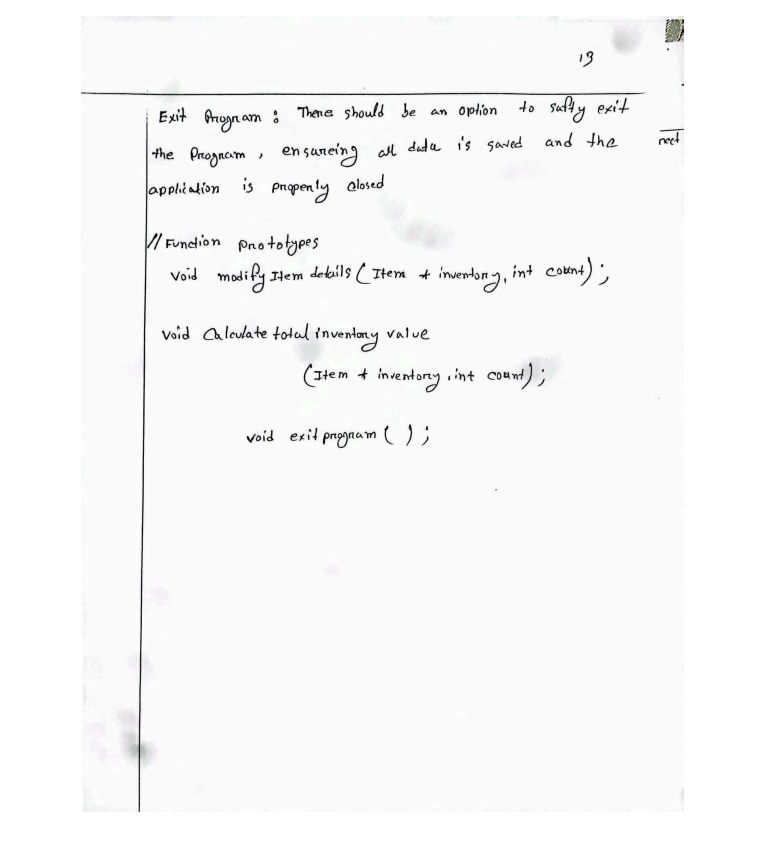 13
Exit Program : There should be an option to safty exit
the Program, ensureing all data is saved and the
rect
application is properly closed
// Function prototypes
void modify Item details (Item * inventory, int count);
void Calculate total inventory value
(Item * inventory, int count);
void exit program ( );